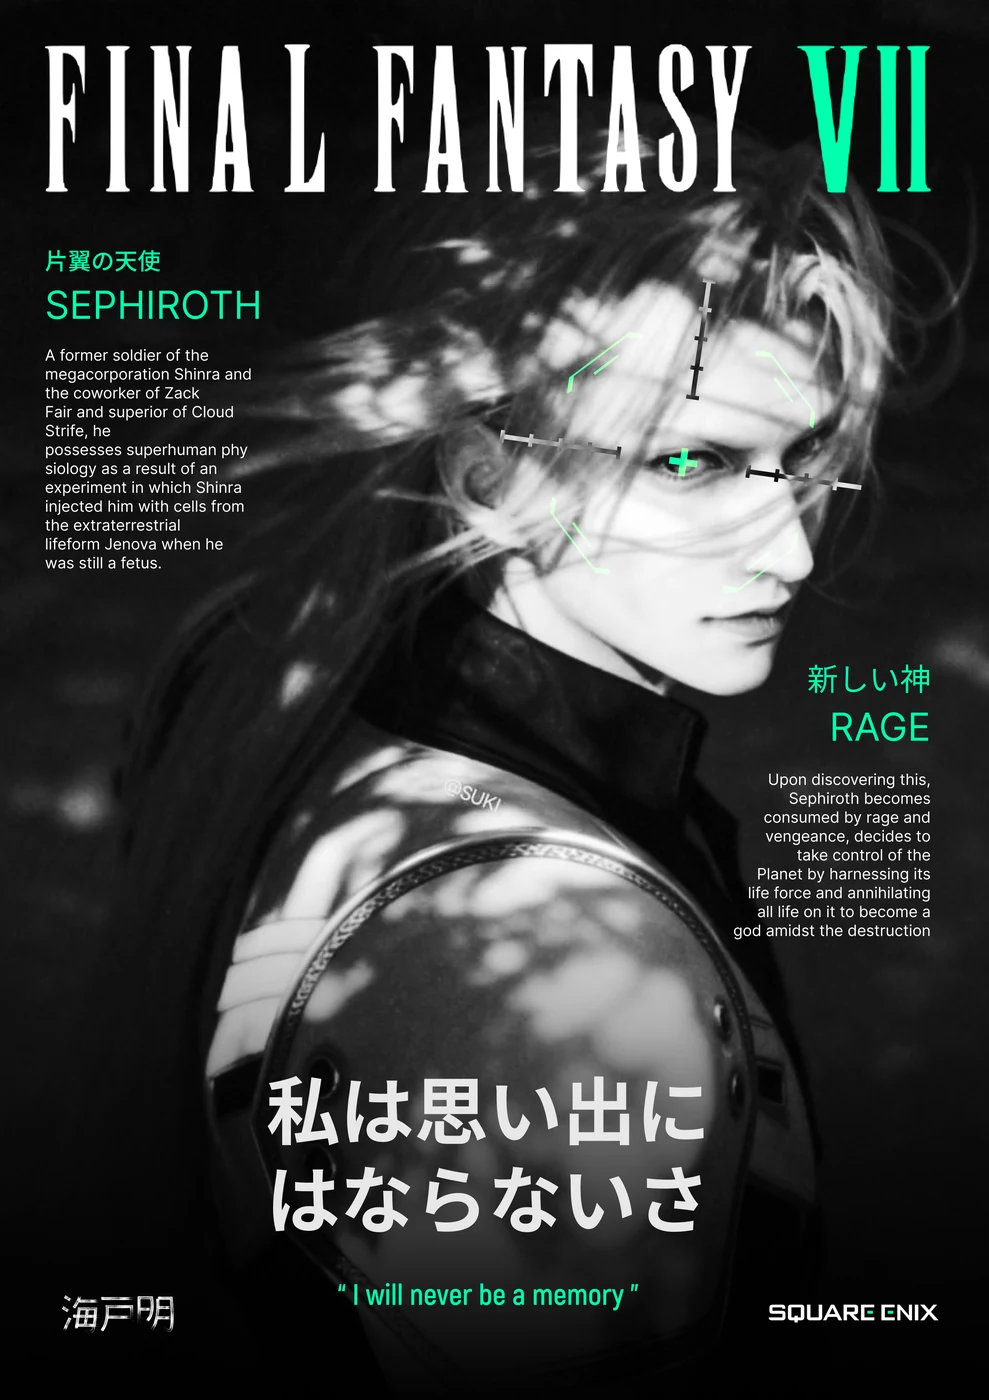 FINAL FANTASY VII
片翼の天使
SEPHIROTH
A former soldier of the
megacorporation Shinra and
the coworker of Zack
Fair and superior of Cloud
Strife, he
possesses superhuman phy
siology as a result of an
experiment in which Shinra
injected him with cells from
the extraterrestrial
lifeform Jenova when he
was still a fetus.
新しい神
RAGE
Upon discovering this,
Sephiroth becomes
consumed by rage and
vengeance, decides to
take control of the
Planet by harnessing its
life force and annihilating
all life on it to become a
god amidst the destruction
@SUKI
私は思い出に
はならないさ
“ I will never be a memory ”
海戸明
SQUARE ENIX